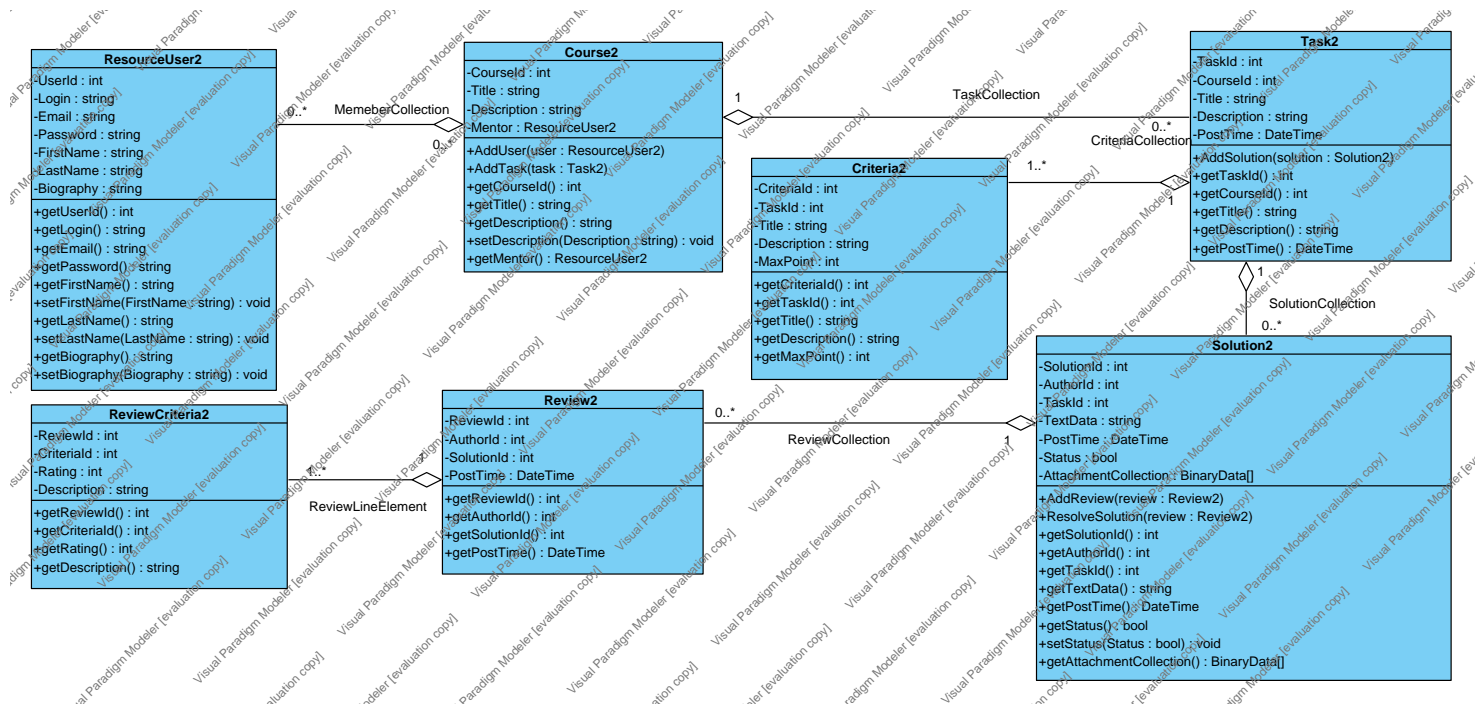 ResourceUser2
-UserId : int
-Login : string
-Email : string
-Password : string
-FirstName : string
-LastName : string
-Biography : string
+getUserId() : int
+getLogin() : string
+getEmail() : string
+getPassword() : string
+getFirstName() : string
+setFirstName(FirstName : string) : void
+getLastName() : string
+setLastName(LastName : string) : void
+getBiography() : string
+setBiography(Biography : string) : void
0..*
MemeberCollection
0..*
Course2
-CourseId : int
-Title : string
-Description : string
-Mentor : ResourceUser2
+AddUser(user : ResourceUser2)
+AddTask(task : Task2)
+getCourseId() : int
+getTitle() : string
+getDescription() : string
+setDescription(Description : string) : void
+getMentor() : ResourceUser2
1
TaskCollection
0..*
Task2
-TaskId : int
-CourseId : int
-Title : string
-Description : string
-PostTime : DateTime
+AddSolution(solution : Solution2)
+getTaskId() : int
+getCourseId() : int
+getTitle() : string
+getDescription() : string
+getPostTime() : DateTime
CriteriaCollection
1..*
1
Criteria2
-CriteriaId : int
-TaskId : int
-Title : string
-Description : string
-MaxPoint : int
+getCriteriaId() : int
+getTaskId() : int
+getTitle() : string
+getDescription() : string
+getMaxPoint() : int
1
SolutionCollection
0..*
Solution2
-SolutionId : int
-AuthorId : int
-TaskId : int
-TextData : string
-PostTime : DateTime
-Status : bool
-AttachmentCollection : BinaryData[]
+AddReview(review : Review2)
+ResolveSolution(review : Review2)
+getSolutionId() : int
+getAuthorId() : int
+getTaskId() : int
+getTextData() : string
+getPostTime() : DateTime
+getStatus() : bool
+setStatus(Status : bool) : void
+getAttachmentCollection() : BinaryData[]
0..*
ReviewCollection
1
Review2
-ReviewId : int
-AuthorId : int
-SolutionId : int
-PostTime : DateTime
+getReviewId() : int
+getAuthorId() : int
+getSolutionId() : int
+getPostTime() : DateTime
1..*
1
ReviewLineElement
ReviewCriteria2
-ReviewId : int
-CriteriaId : int
-Rating : int
-Description : string
+getReviewId() : int
+getCriteriaId() : int
+getRating() : int
+getDescription() : string
Visual Paradigm Modeler [evaluation copy]